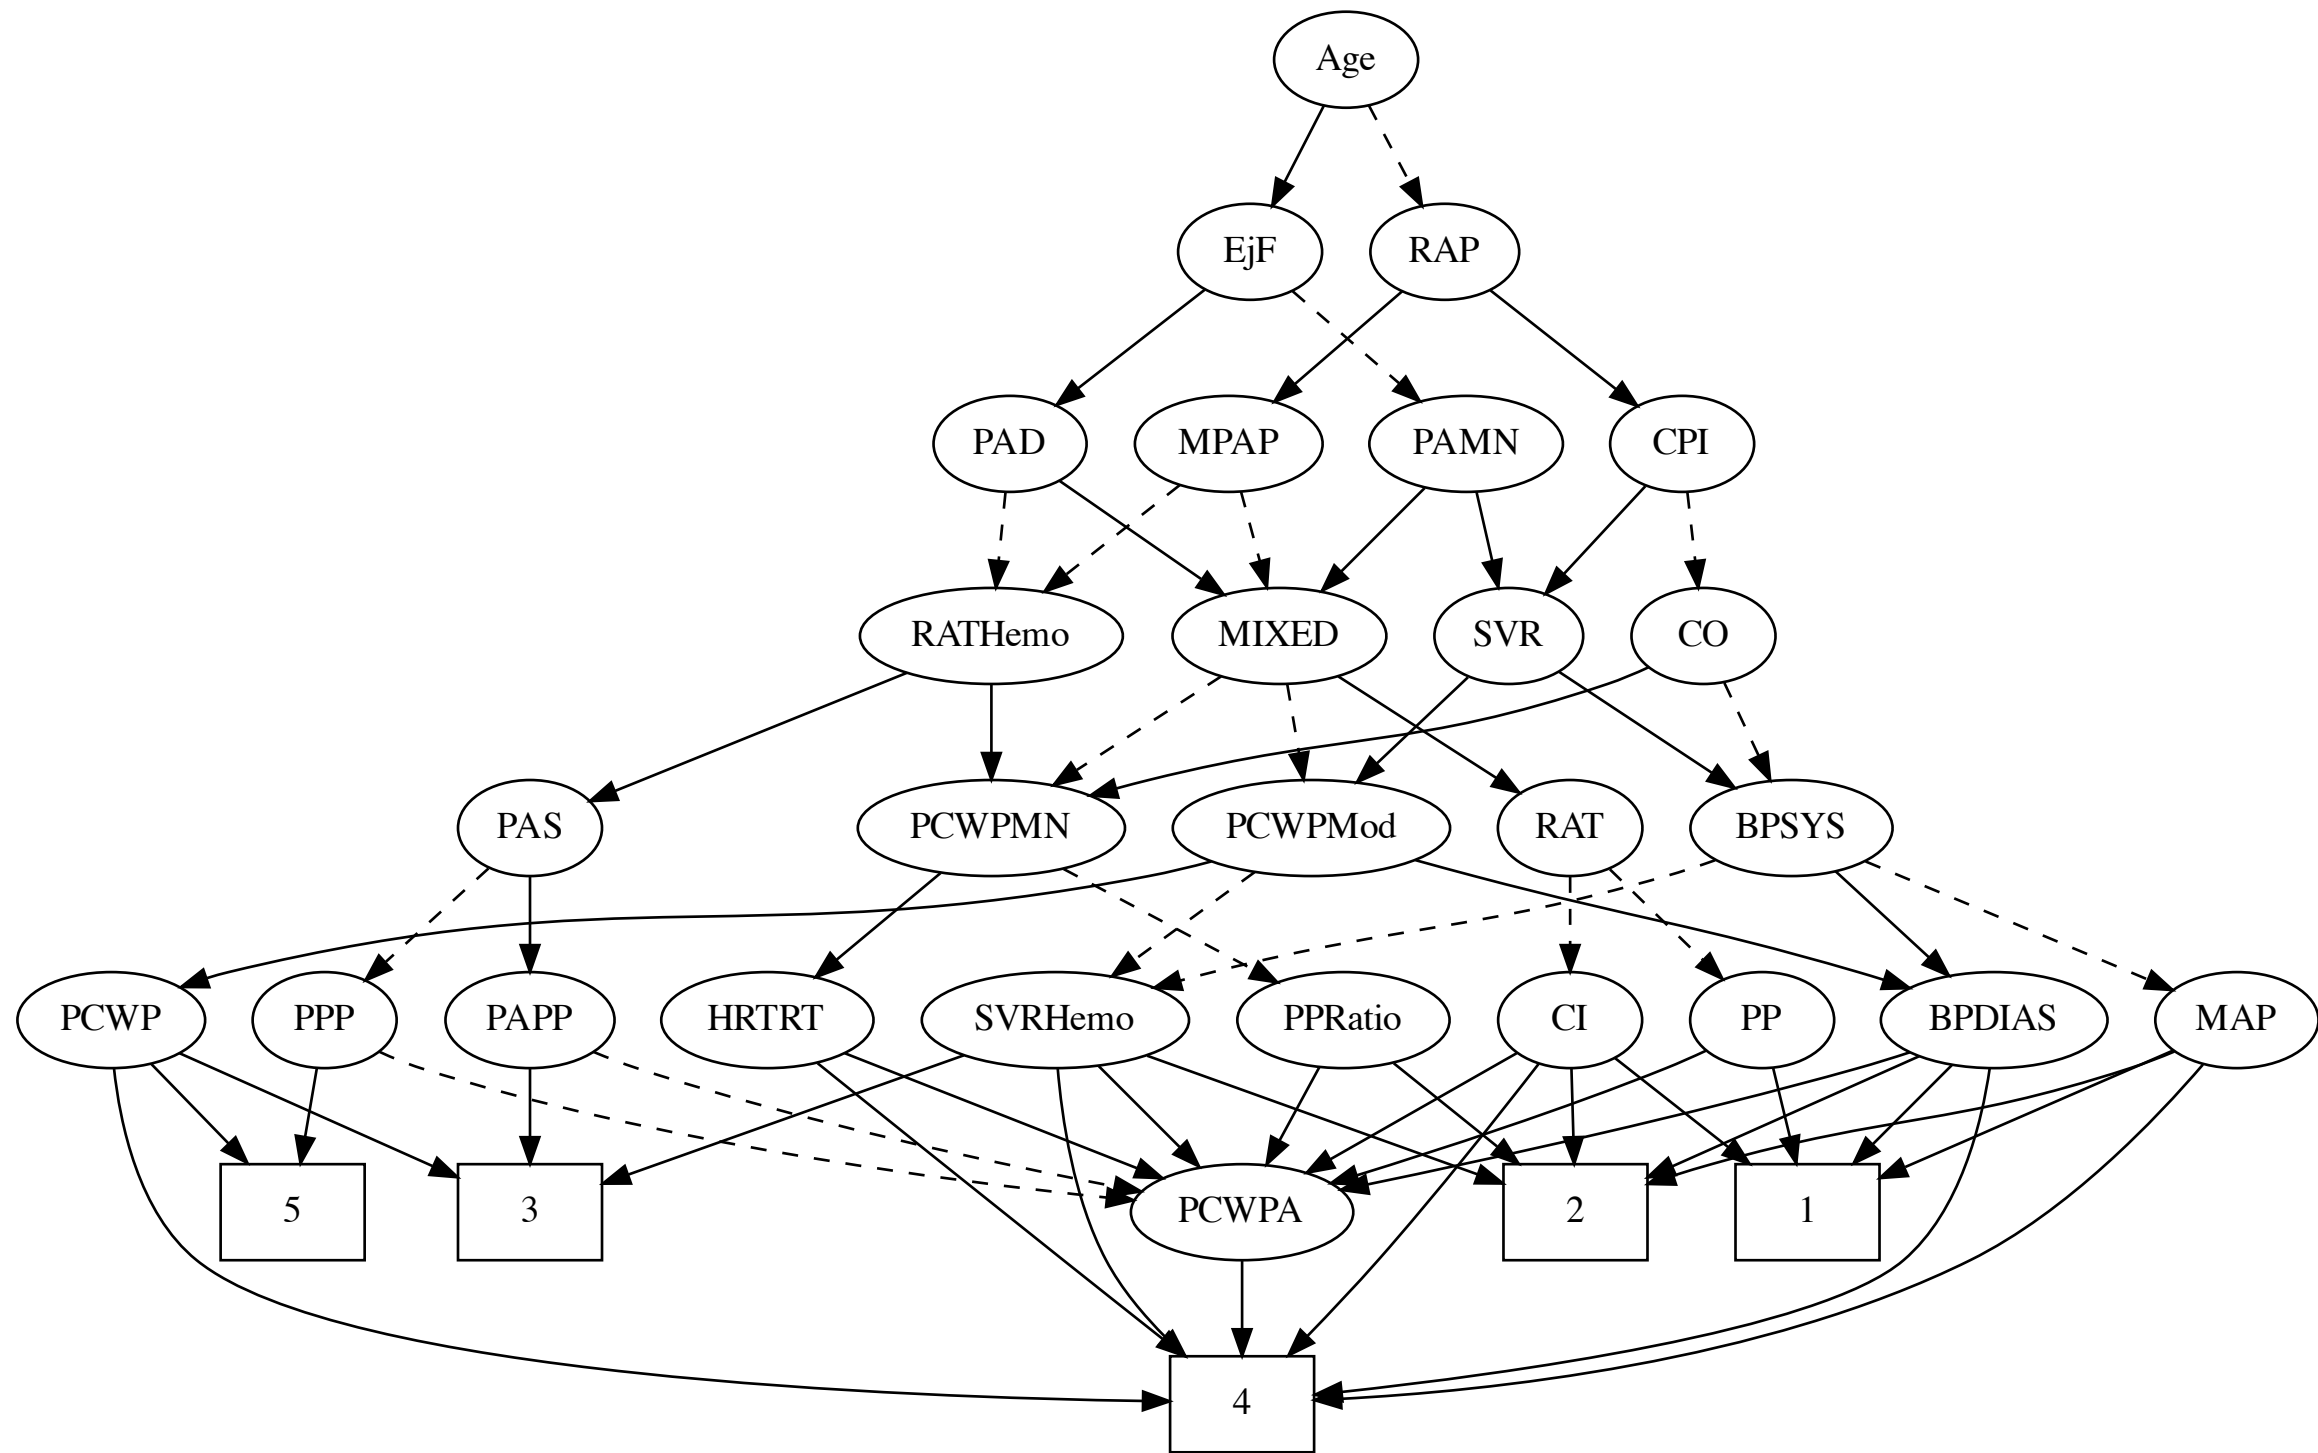 Age
EjF
RAP
PAD
MPAP
PAMN
CPI
RATHemo
MIXED
SVR
CO
PAS
PCWPMN
PCWPMod
RAT
BPSYS
PCWP
PPP
PAPP
HRTRT
SVRHemo
PPRatio
CI
PP
BPDIAS
MAP
5
3
PCWPA
2
1
4